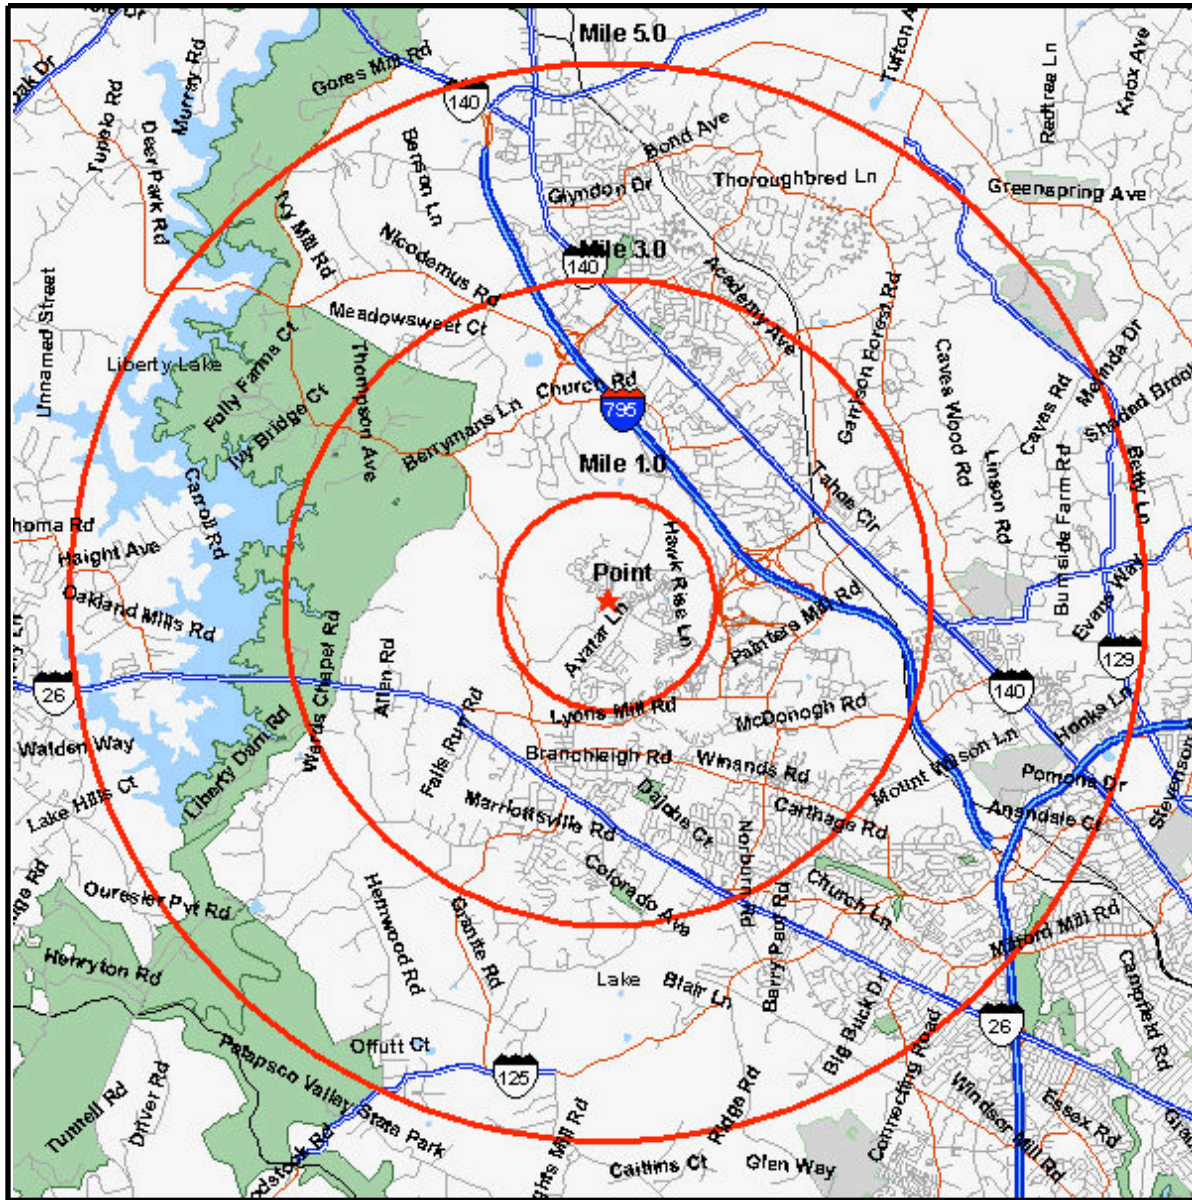 Mile 5.0
Gores Mill Rd
Murray Rd
Tupelo Rd
Deer Park Rd
140
Benson Ln
Bond Ave
Redtree Ln
Knox Ave
Glyndon Dr
Thoroughbred Ln
Greenspring Ave
Ivy Mill Rd
Nicodemus Rd
Mile 3.0
140
Academy Ave
Unnamed Street
Meadowsweet Ct
Garrison Forest Rd
Liberty Lake
Folly Farms Ct
Thompson Ave
Church Rd
795
Caves Wood Rd
Caves Rd
Melinda Dr
Ivy Bridge Ct
Berrymans Ln
Mile 1.0
Tahoe Cir
Linson Rd
Burnside Farm Rd
Betty Ln
Carroll Rd
homa Rd
Haight Ave
Hawk Rise Ln
Point
Oakland Mills Rd
Avatar Ln
Painters Mill Rd
Evans Way
129
26
Wards Chapel Rd
Allen Rd
Falls Run Rd
Lyons Mill Rd
McDonogh Rd
140
Hooks Ln
Walden Way
Liberty Dam Rd
Branchleigh Rd
Winands Rd
Mount Wilson Ln
Pomona Dr
Stevenson
Lake Hills Ct
Marriottsville Rd
Carthage Rd
Anandale Ct
Norburn Rd
Colorado Ave
Church Ln
Ouresler Pvt Rd
Henwood Rd
Granite Rd
Barry Paul Rd
Milford Mill Rd
Henryton Rd
Lake
Blair Ln
Big Buck Dr
Campfield Rd
26
Offutt Ct
125
Connecting Road
Patapsco Valley State Park
Tunnell Rd
Driver Rd
Ridge Rd
Windsor Mill Rd
Essex Rd
Caitlins Ct
Glen Way